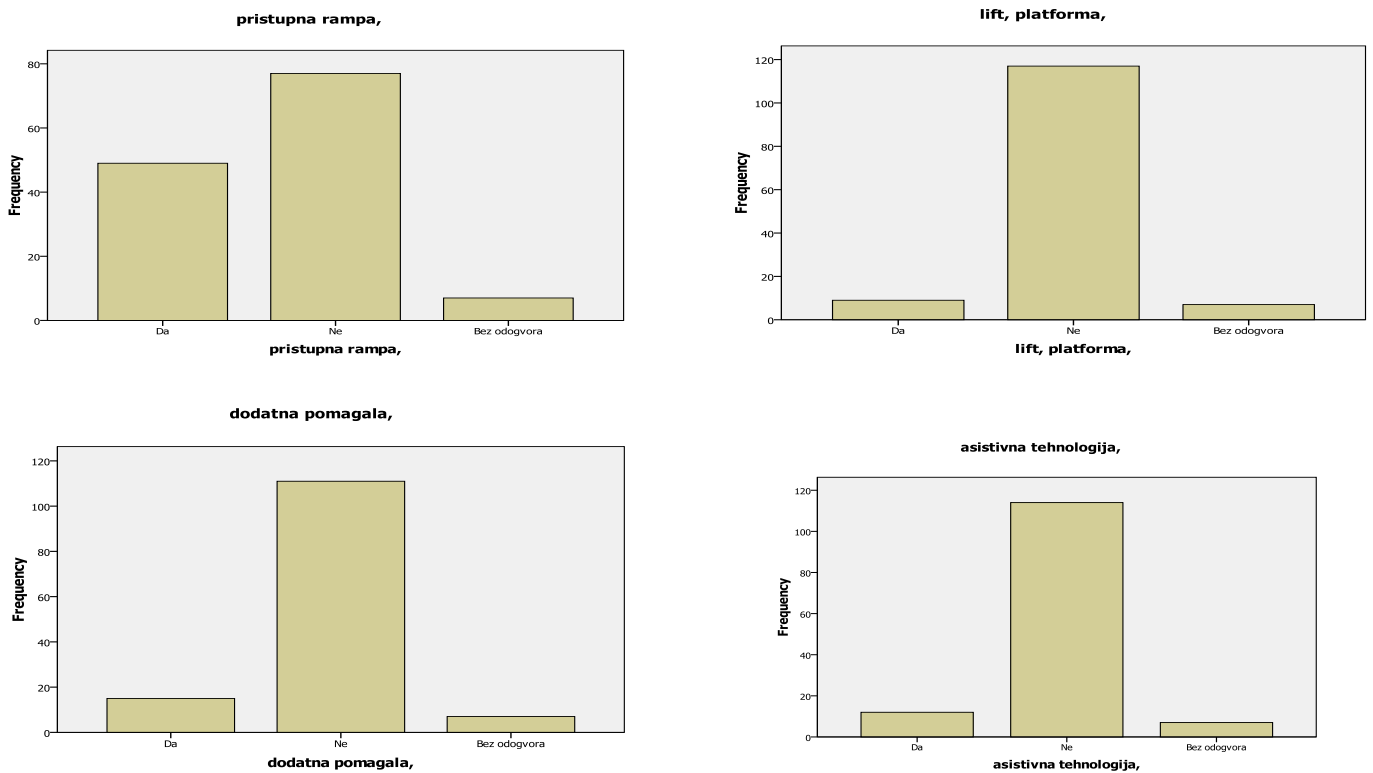 pristupna rampa,
80
60
40
20
0
Frequency
Da Ne Bez odogvora
pristupna rampa,
lift, platforma,
120
100
80
60
40
20
0
Frequency
Da Ne Bez odogvora
lift, platforma,
dodatna pomagala,
120
100
80
60
40
20
0
Frequency
Da Ne Bez odogvora
dodatna pomagala,
asistivna tehnologija,
120
100
80
60
40
20
0
Frequency
Da Ne Bez odogvora
asistivna tehnologija,